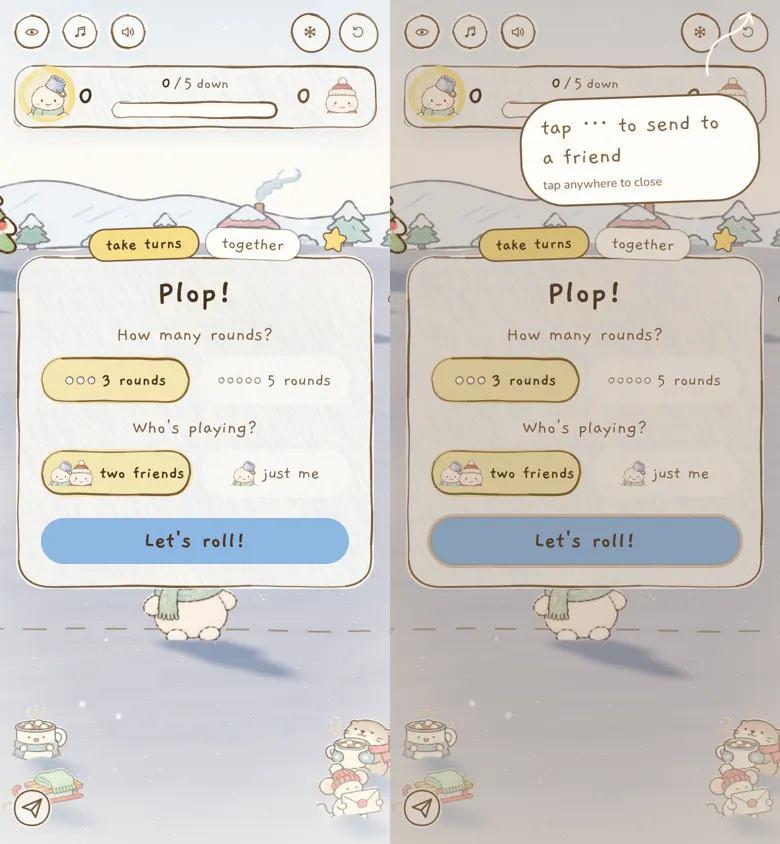 0
0/5 down
0
take turns
together
Plop!
How many rounds?
3 rounds
5 rounds
Who's playing?
two friends
just me
Let's roll!
0
0/5 down
0
tap ··· to send to
a friend
tap anywhere to close
take turns
together
Plop!
How many rounds?
3 rounds
5 rounds
Who's playing?
two friends
just me
Let's roll!